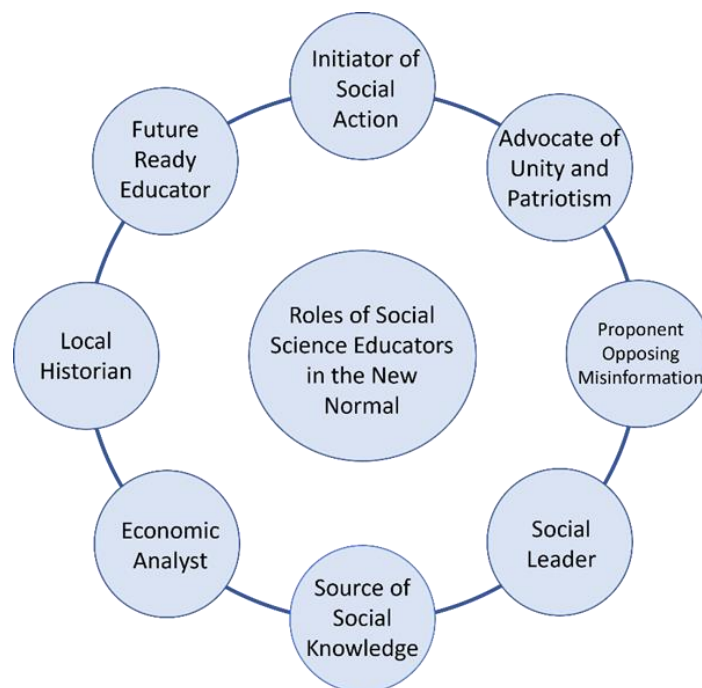 Initiator of
Social
Action
Advocate of
Unity and
Patriotism
Proponent
Opposing
Misinformation
Social
Leader
Source of
Social
Knowledge
Economic
Analyst
Local
Historian
Future
Ready
Educator
Roles of Social
Science Educators
in the New
Normal